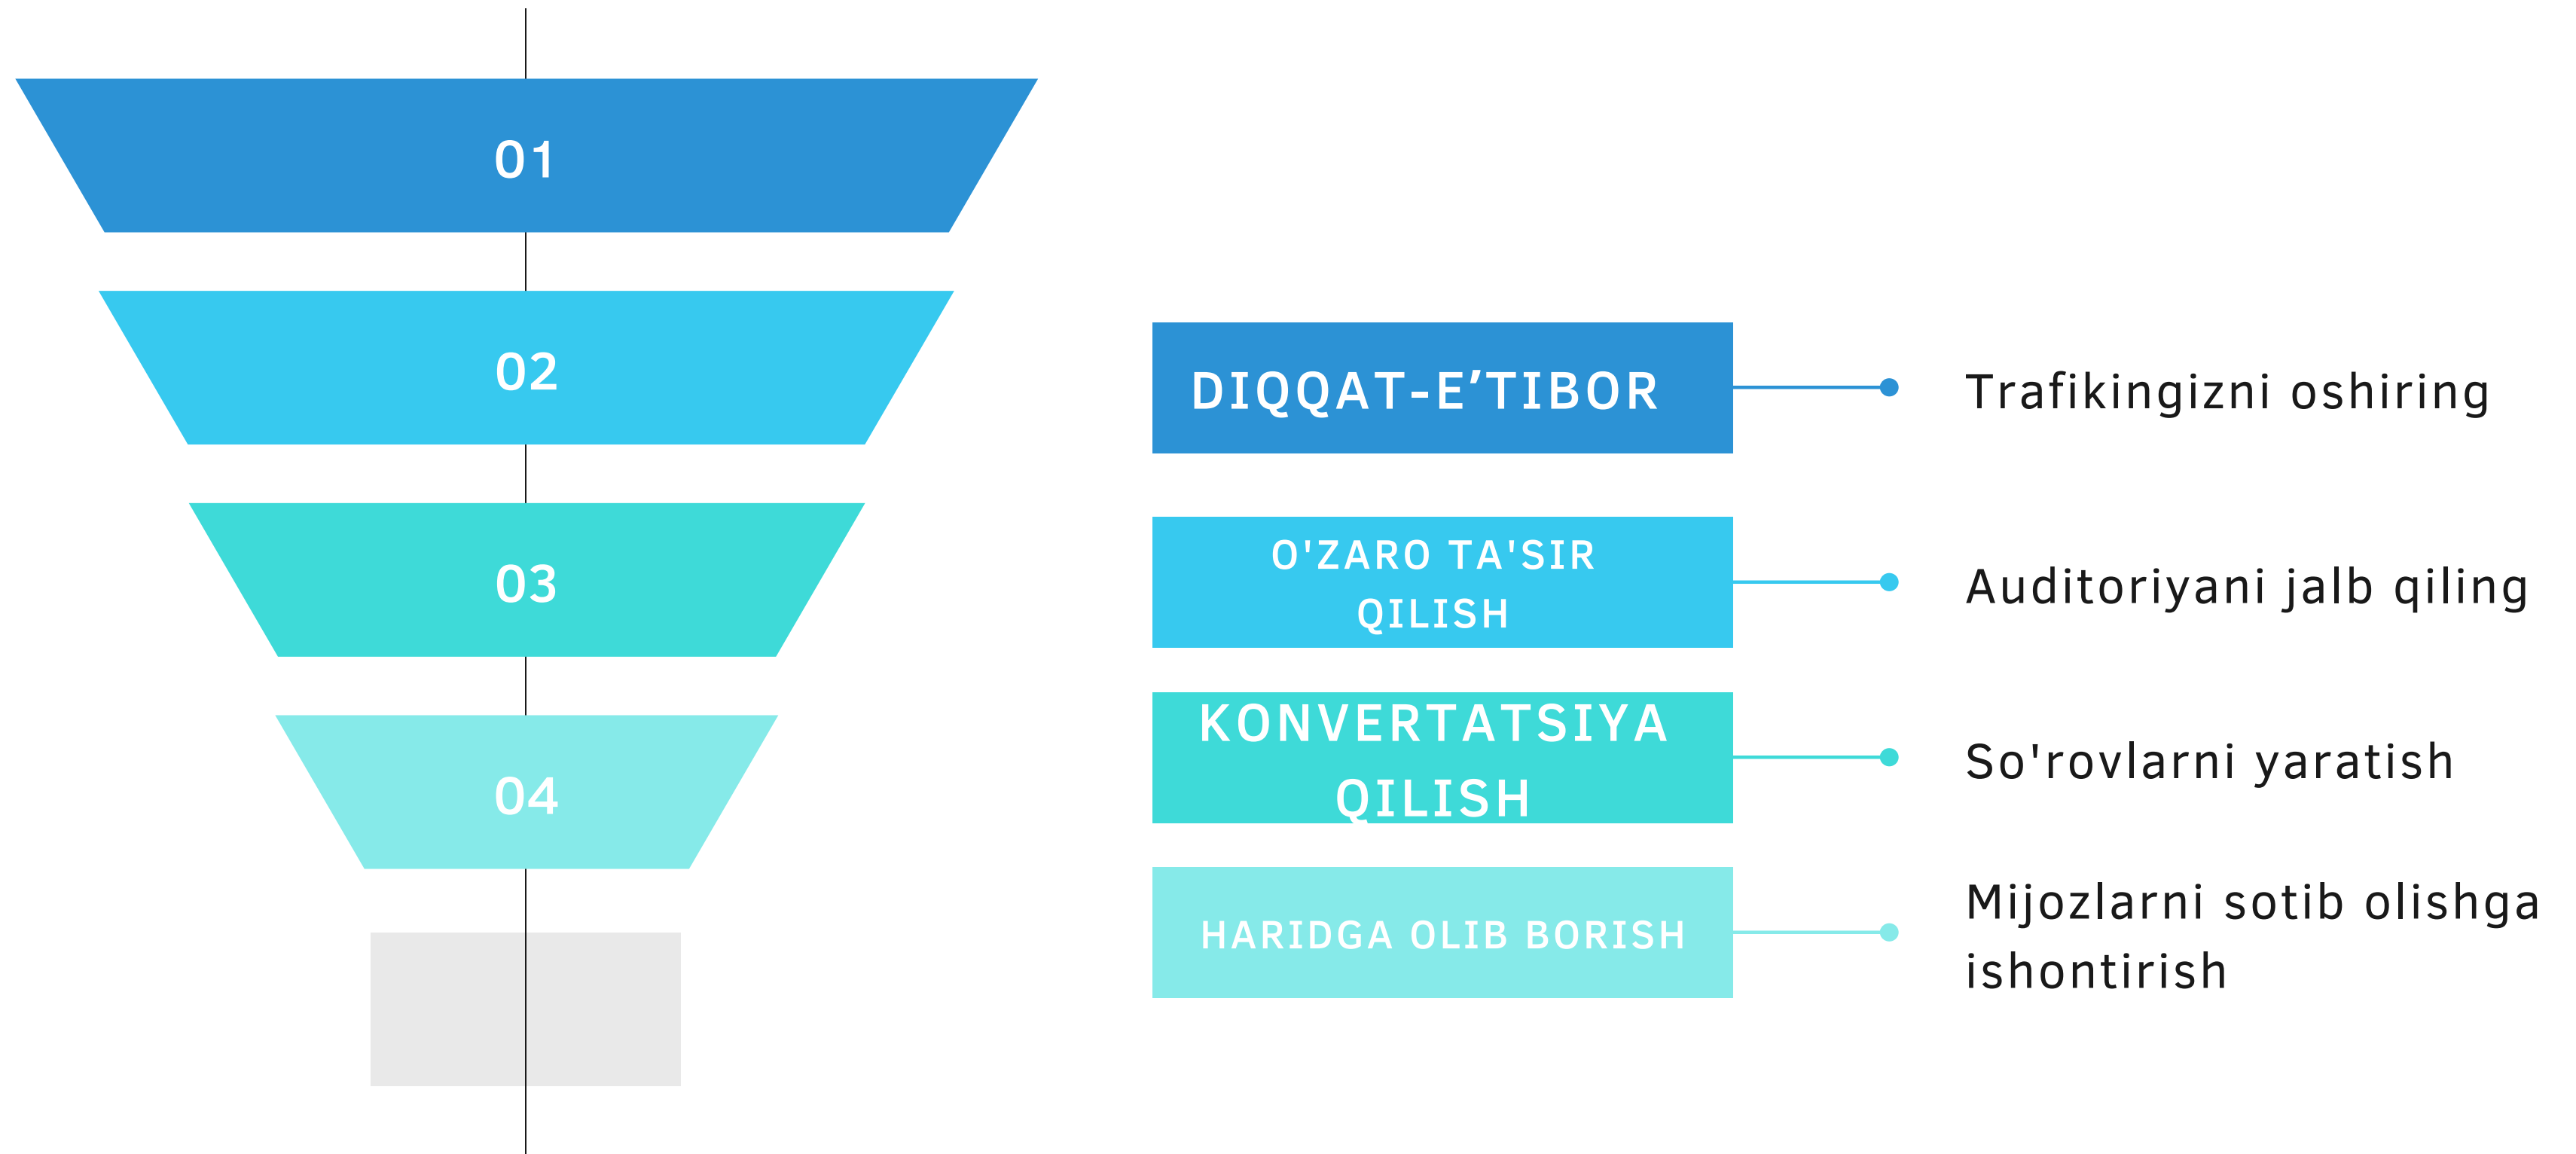 01
02
03
04
DIQQAT-E’TIBOR
Trafikingizni oshiring
O'ZARO TA'SIR
QILISH
Auditoriyani jalb qiling
KONVERTATSIYA
QILISH
So'rovlarni yaratish
HARIDGA OLIB BORISH
Mijozlarni sotib olishga
ishontirish